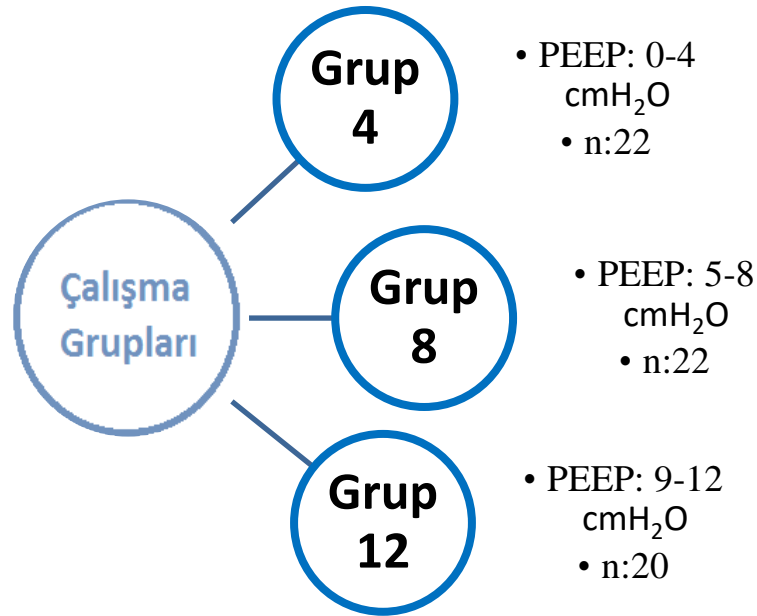 Grup
4
• PEEP: 0-4
cmH₂O
• n:22
Çalışma
Grupları
Grup
8
• PEEP: 5-8
cmH₂O
• n:22
Grup
12
• PEEP: 9-12
cmH₂O
• n:20